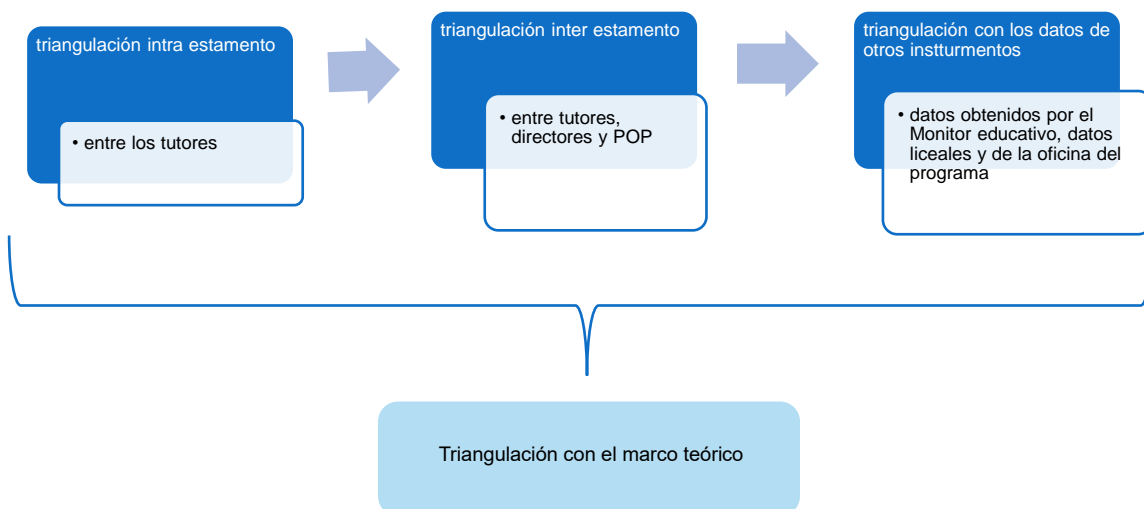 triangulación intra estamento
• entre los tutores
triangulación inter estamento
• entre tutores,
directores y POP
triangulación con los datos de
otros instturmentos
• datos obtenidos por el
Monitor educativo, datos
liceales y de la oficina del
programa
Triangulación con el marco teórico